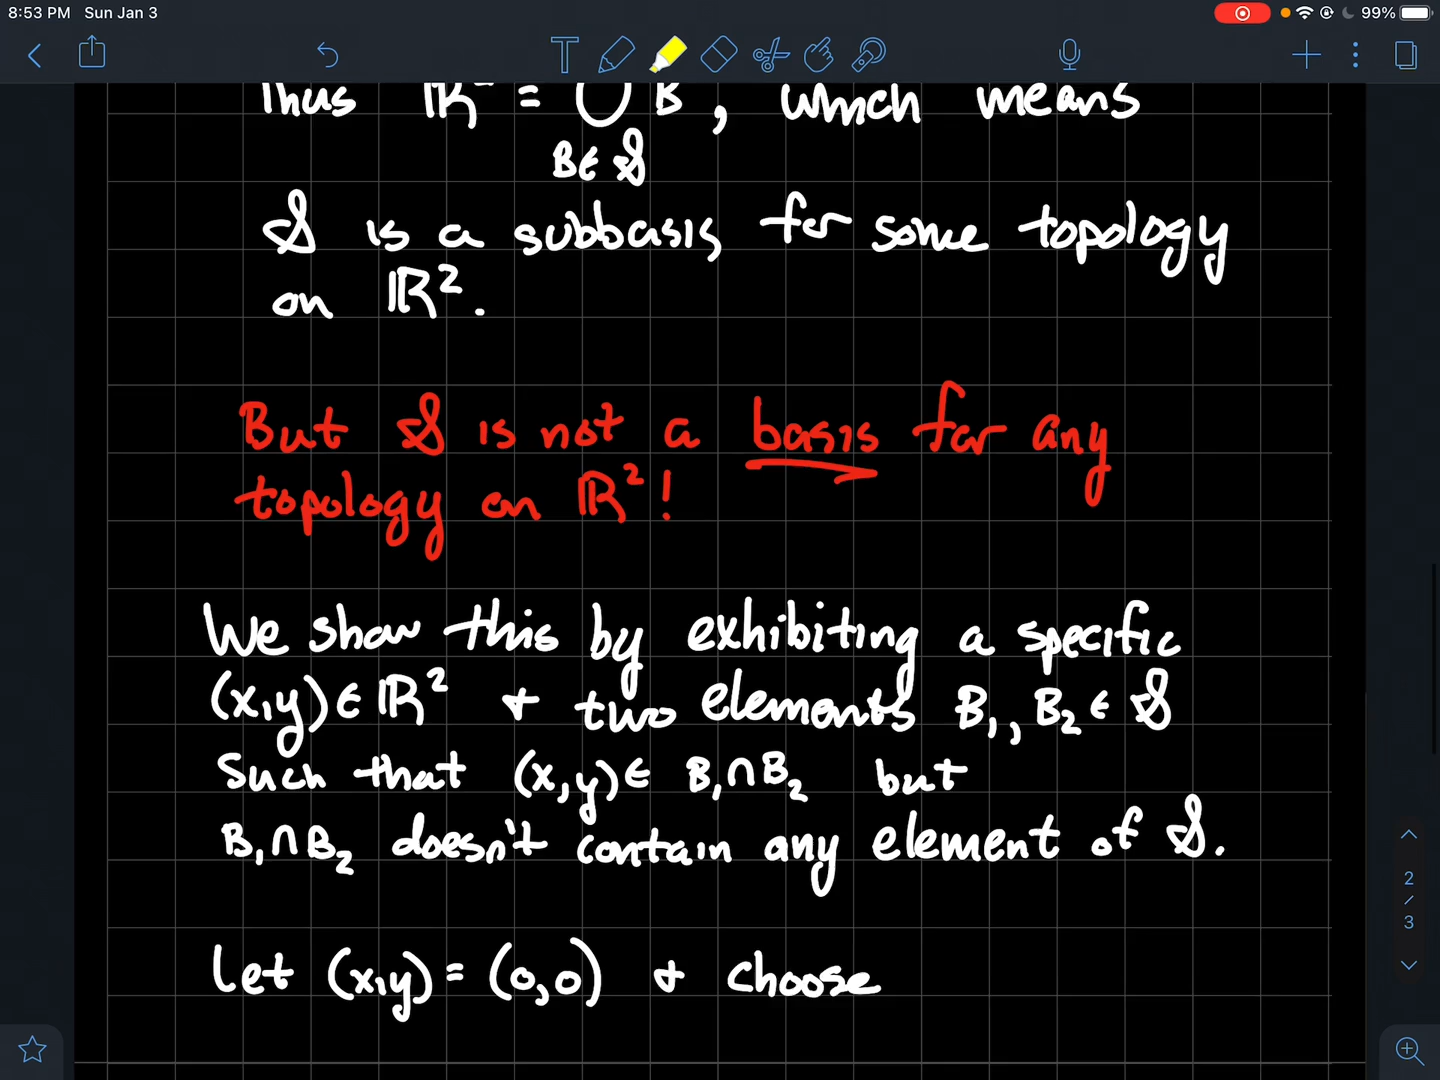 8:53 PM Sun Jan 3 99%
Thus ℝ² = ⋃ B, which means
B∈𝒮
𝒮 is a subbasis for some topology
on ℝ².
But 𝒮 is not a basis for any
topology on ℝ²!
We show this by exhibiting a specific
(x,y)∈ℝ² + two elements B₁, B₂∈𝒮
Such that (x,y)∈ B₁∩B₂ but
B₁∩B₂ doesn't contain any element of 𝒮.
Let (x,y)=(0,0) + choose
2
/
3